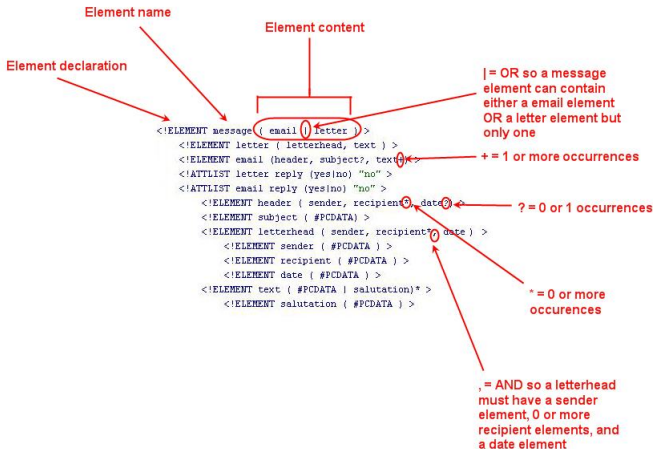 Element name
Element content
Element declaration
| = OR so a message
element can contain
either a email element
OR a letter element but
only one
<!ELEMENT message ( email | letter ) >
<!ELEMENT letter ( letterhead, text ) >
<!ELEMENT email (header, subject?, text+) >
+ = 1 or more occurrences
<!ATTLIST letter reply (yes|no) "no" >
<!ATTLIST email reply (yes|no) "no" >
<!ELEMENT header ( sender, recipient*, date?) >
? = 0 or 1 occurrences
<!ELEMENT subject ( #PCDATA) >
<!ELEMENT letterhead ( sender, recipient*, date ) >
<!ELEMENT sender ( #PCDATA ) >
<!ELEMENT recipient ( #PCDATA ) >
<!ELEMENT date ( #PCDATA ) >
<!ELEMENT text ( #PCDATA | salutation)* >
<!ELEMENT salutation ( #PCDATA ) >
* = 0 or more
occurences
, = AND so a letterhead
must have a sender
element, 0 or more
recipient elements, and
a date element